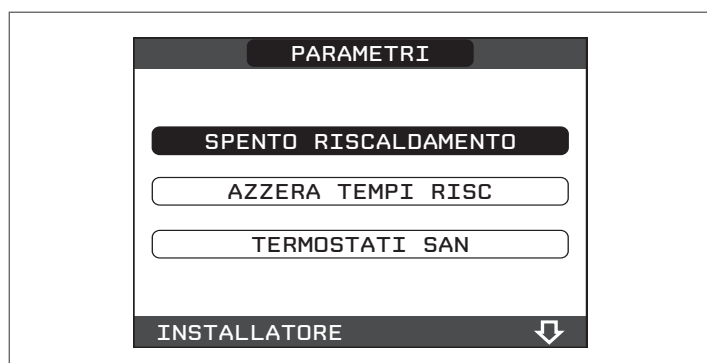 PARAMETRI
SPENTO RISCALDAMENTO
AZZERA TEMPI RISC
TERMOSTATI SAN
INSTALLATORE